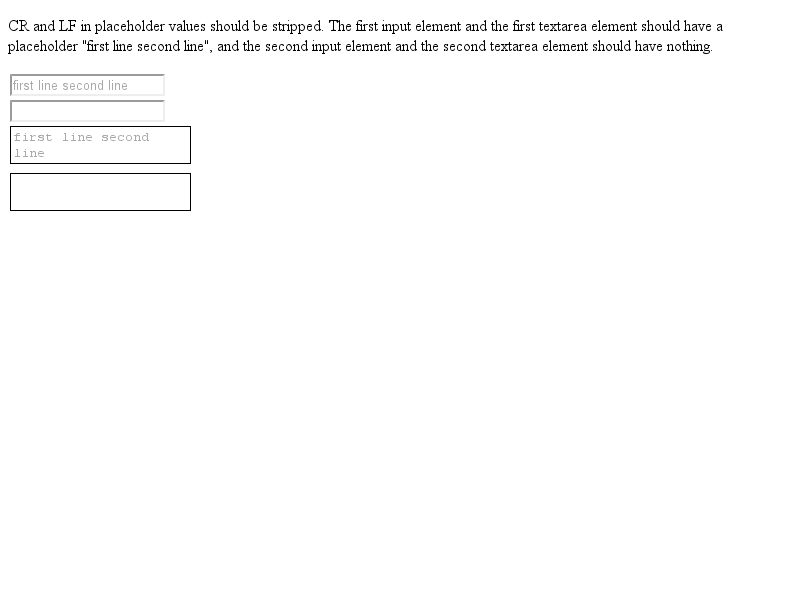 CR and LF in placeholder values should be stripped. The first input element and the first textarea element should have a
placeholder "first line second line", and the second input element and the second textarea element should have nothing.
first line second line
first line second
line